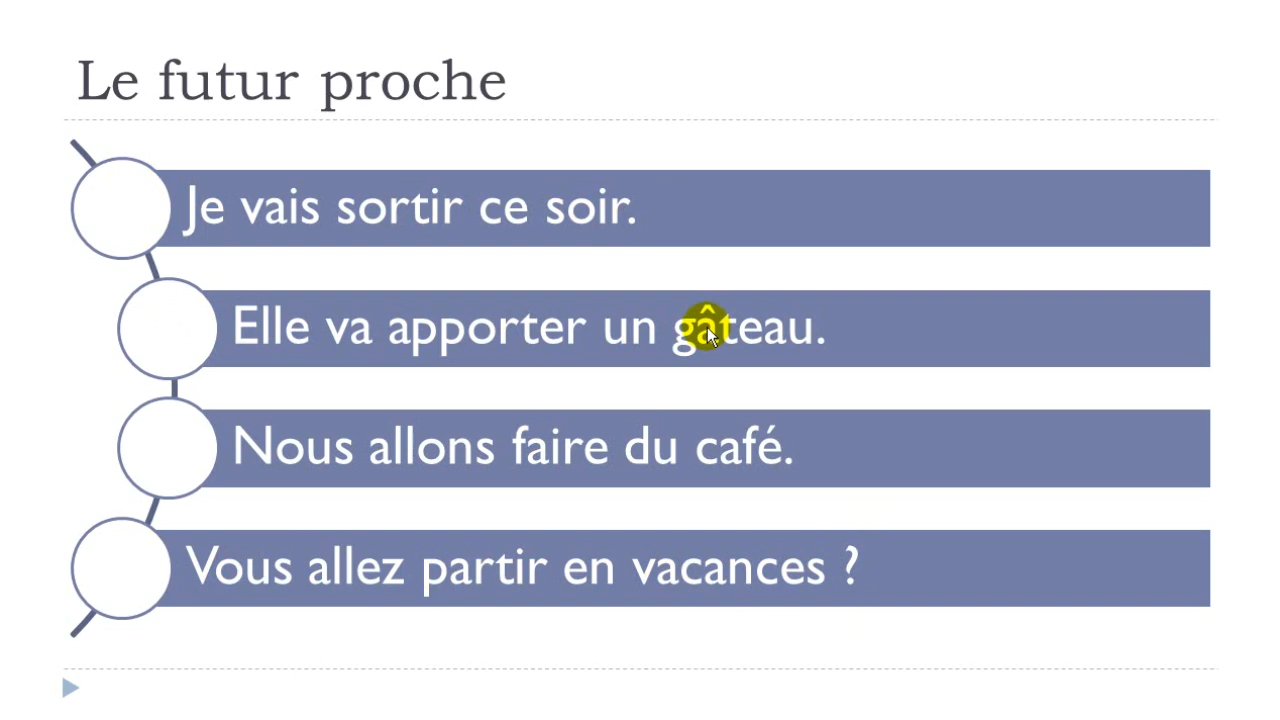 Le futur proche
Je vais sortir ce soir.
Elle va apporter un gâteau.
Nous allons faire du café.
Vous allez partir en vacances ?